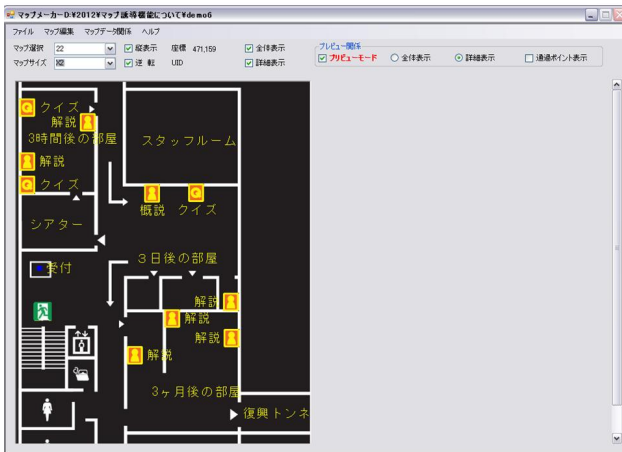 マップメーカーD:¥2012¥マップ誘導機能について¥demo6
ファイル マップ編集 マップデータ関係 ヘルプ
マップ選択 22 縦表示 座標 471,159 全体表示
マップサイズ X2 逆 転 UID 詳細表示
プレビュー関係
プリビューモード 全体表示 詳細表示 通過ポイント表示
クイズ
解説
3時間後の部屋
スタッフルーム
解説
クイズ
概説 クイズ
シアター
3日後の部屋
受付
解説
解説
解説
解説
3ヶ月後の部屋
復興トンネ